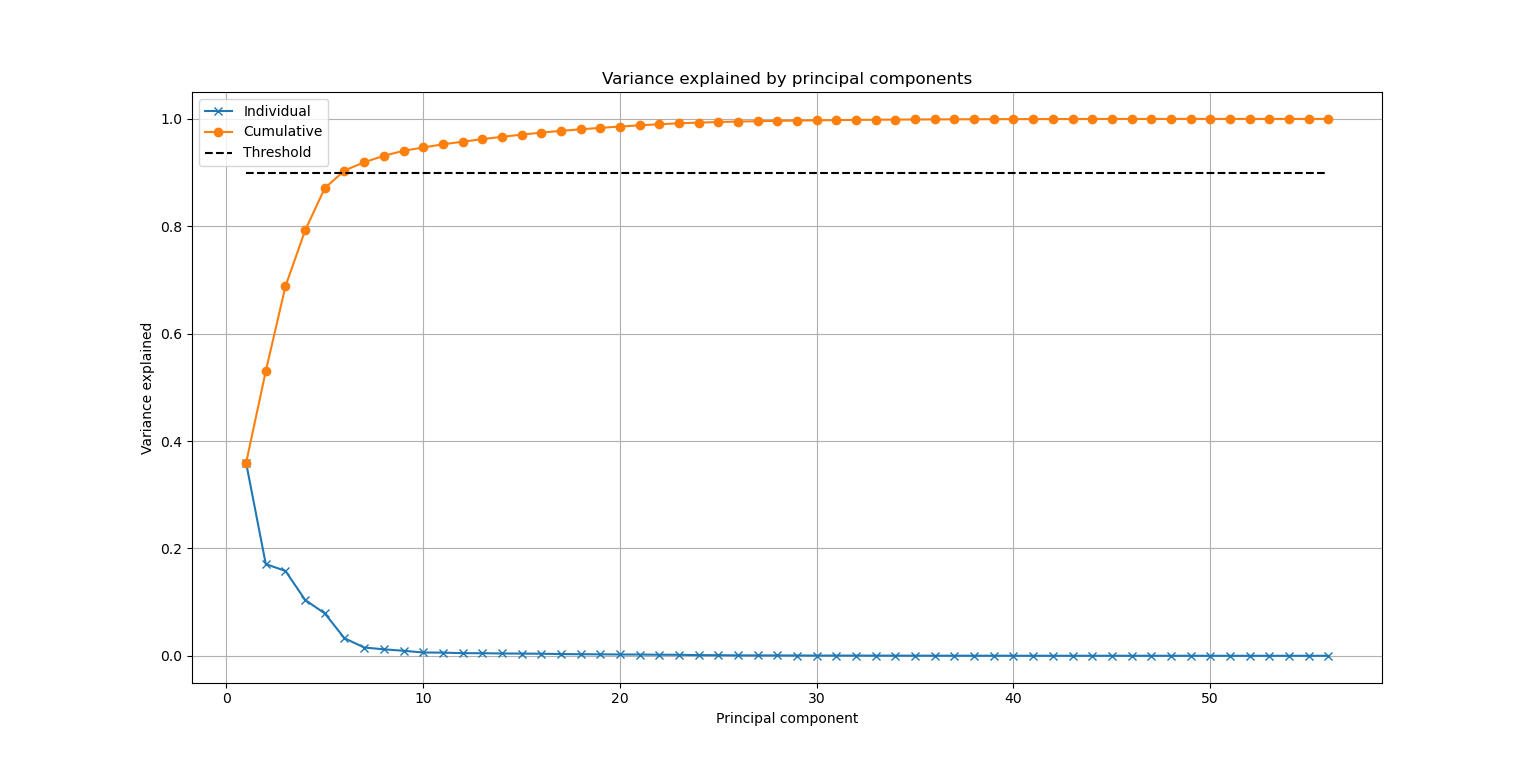 Variance explained by principal components
Individual
Cumulative
Threshold
1.0
0.8
0.6
0.4
0.2
0.0
Variance explained
0 10 20 30 40 50
Principal component